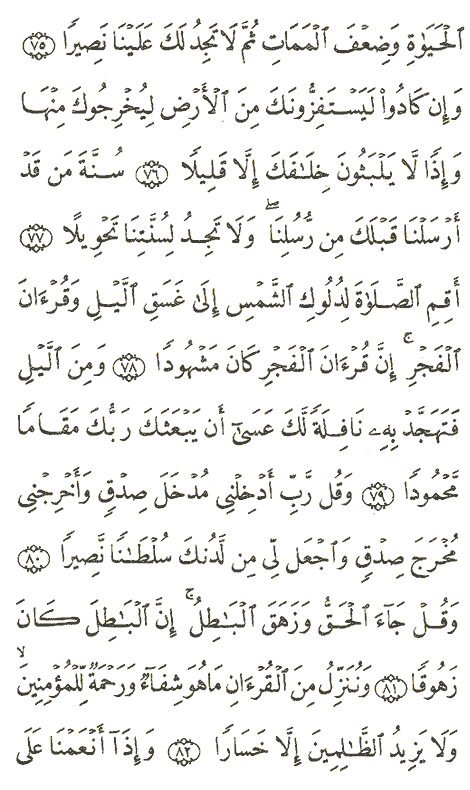 ٱلۡحَيَوٰةِ وَضِعۡفَ ٱلۡمَمَاتِ ثُمَّ لَا تَجِدُ لَكَ عَلَيۡنَا نَصِيرٗا ٧٥
وَإِن كَادُواْ لَيَسۡتَفِزُّونَكَ مِنَ ٱلۡأَرۡضِ لِيُخۡرِجُوكَ مِنۡهَا
وَإِذٗا لَّا يَلۡبَثُونَ خِلَٰفَكَ إِلَّا قَلِيلٗا ٧٦ سُنَّةَ مَن قَدۡ
أَرۡسَلۡنَا قَبۡلَكَ مِن رُّسُلِنَاۖ وَلَا تَجِدُ لِسُنَّتِنَا تَحۡوِيلًا ٧٧
أَقِمِ ٱلصَّلَوٰةَ لِدُلُوكِ ٱلشَّمۡسِ إِلَىٰ غَسَقِ ٱلَّيۡلِ وَقُرۡءَانَ
ٱلۡفَجۡرِۚ إِنَّ قُرۡءَانَ ٱلۡفَجۡرِ كَانَ مَشۡهُودٗا ٧٨ وَمِنَ ٱلَّيۡلِ
فَتَهَجَّدۡ بِهِۦ نَافِلَةٗ لَّكَ عَسَىٰٓ أَن يَبۡعَثَكَ رَبُّكَ مَقَامٗا
مَّحۡمُودٗا ٧٩ وَقُل رَّبِّ أَدۡخِلۡنِي مُدۡخَلَ صِدۡقٖ وَأَخۡرِجۡنِي
مُخۡرَجَ صِدۡقٖ وَٱجۡعَل لِّي مِن لَّدُنكَ سُلۡطَٰنٗا نَّصِيرٗا ٨٠
وَقُلۡ جَآءَ ٱلۡحَقُّ وَزَهَقَ ٱلۡبَٰطِلُۚ إِنَّ ٱلۡبَٰطِلَ كَانَ
زَهُوقٗا ٨١ وَنُنَزِّلُ مِنَ ٱلۡقُرۡءَانِ مَا هُوَ شِفَآءٞ وَرَحۡمَةٞ لِّلۡمُؤۡمِنِينَۙ
وَلَا يَزِيدُ ٱلظَّٰلِمِينَ إِلَّا خَسَارٗا ٨٢ وَإِذَآ أَنۡعَمۡنَا عَلَى